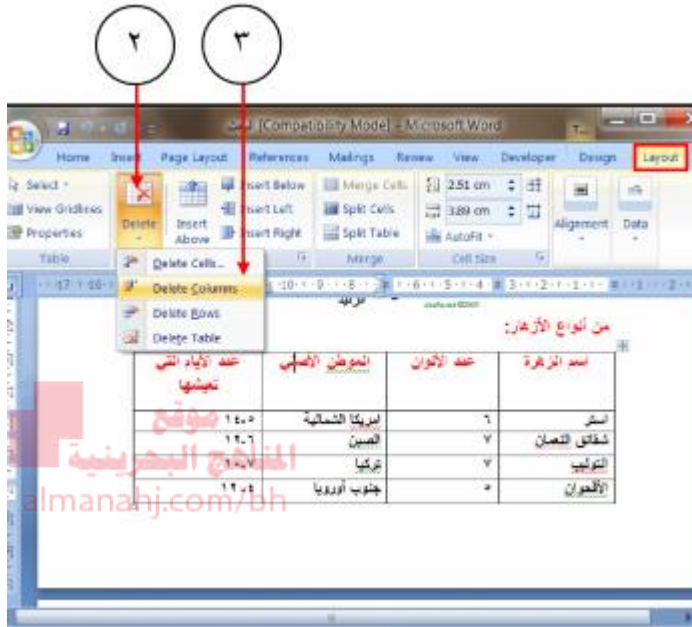 ٢ ٣
[Compatibility Mode] - Microsoft Word
Home Insert Page Layout References Mailings Review View Developer Design Layout
Select
View Gridlines
Properties
Delete
Insert Above
Insert Below
Insert Left
Insert Right
Merge Cells
Split Cells
Split Table
2.51 cm
3.89 cm
AutoFit
Alignment
Data
Table Merge Cell Size
Delete Cells...
Delete Columns
Delete Rows
Delete Table
من أنواع الأزهار:
اسم الزهرة عدد الألوان الموطن الأصلي عدد الأيام التي
تعيشها
استر ٦ امريكا الشمالية
شقائق النعمان ٧ الصين
التوليب ٧ تركيا
الأقحوان ٥ جنوب أوروبا
موقع
المناهج البحرينية
almanahj.com/bh